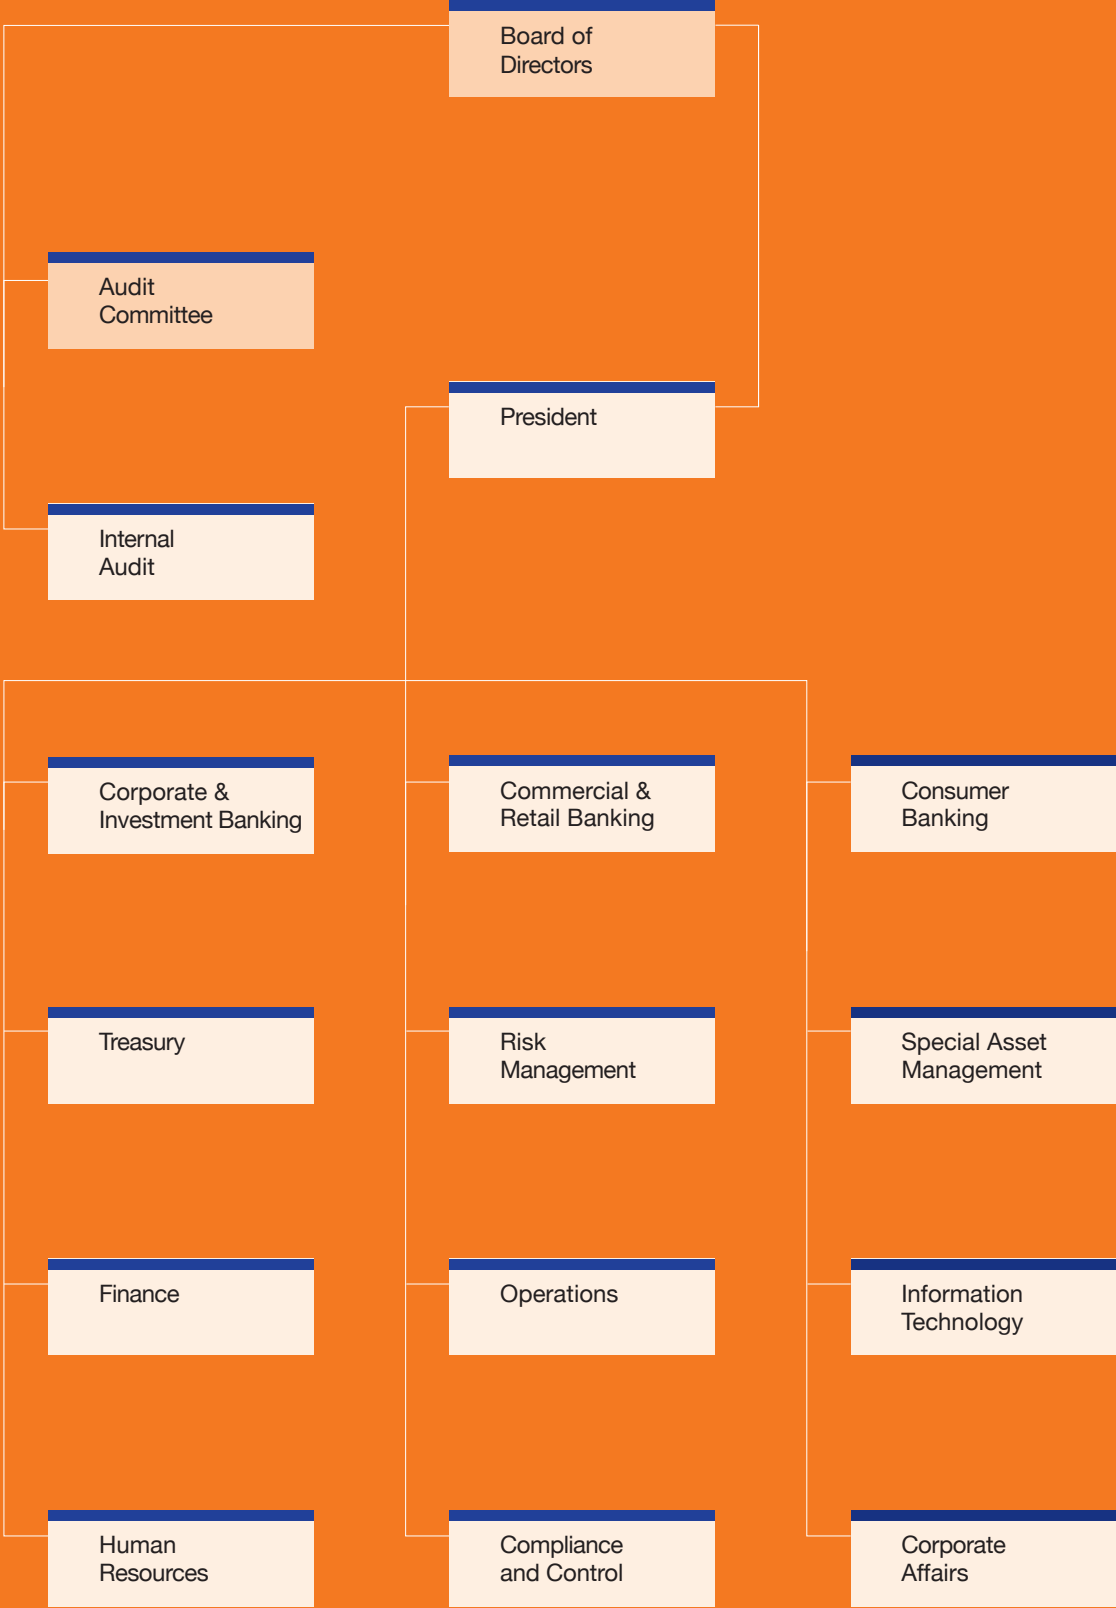 Board of
Directors
Audit
Committee
President
Internal
Audit
Corporate &
Investment Banking
Commercial &
Retail Banking
Consumer
Banking
Treasury
Risk
Management
Special Asset
Management
Finance
Operations
Information
Technology
Human
Resources
Compliance
and Control
Corporate
Affairs